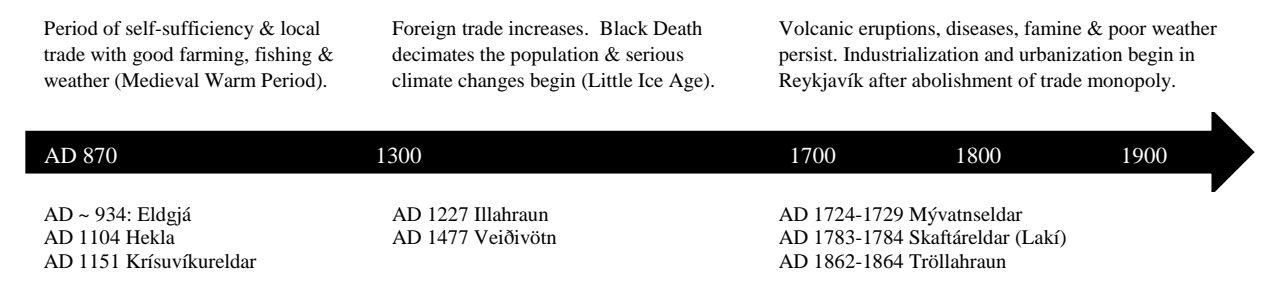 Period of self-sufficiency & local
trade with good farming, fishing &
weather (Medieval Warm Period).
Foreign trade increases.  Black Death
decimates the population & serious
climate changes begin (Little Ice Age).
Volcanic eruptions, diseases, famine & poor weather
persist. Industrialization and urbanization begin in
Reykjavík after abolishment of trade monopoly.
AD 870
1300
1700
1800
1900
AD ~ 934: Eldgjá
AD 1104 Hekla
AD 1151 Krísuvíkureldar
AD 1227 Illahraun
AD 1477 Veiðivötn
AD 1724-1729 Mývatnseldar
AD 1783-1784 Skaftáreldar (Lakí)
AD 1862-1864 Tröllahraun